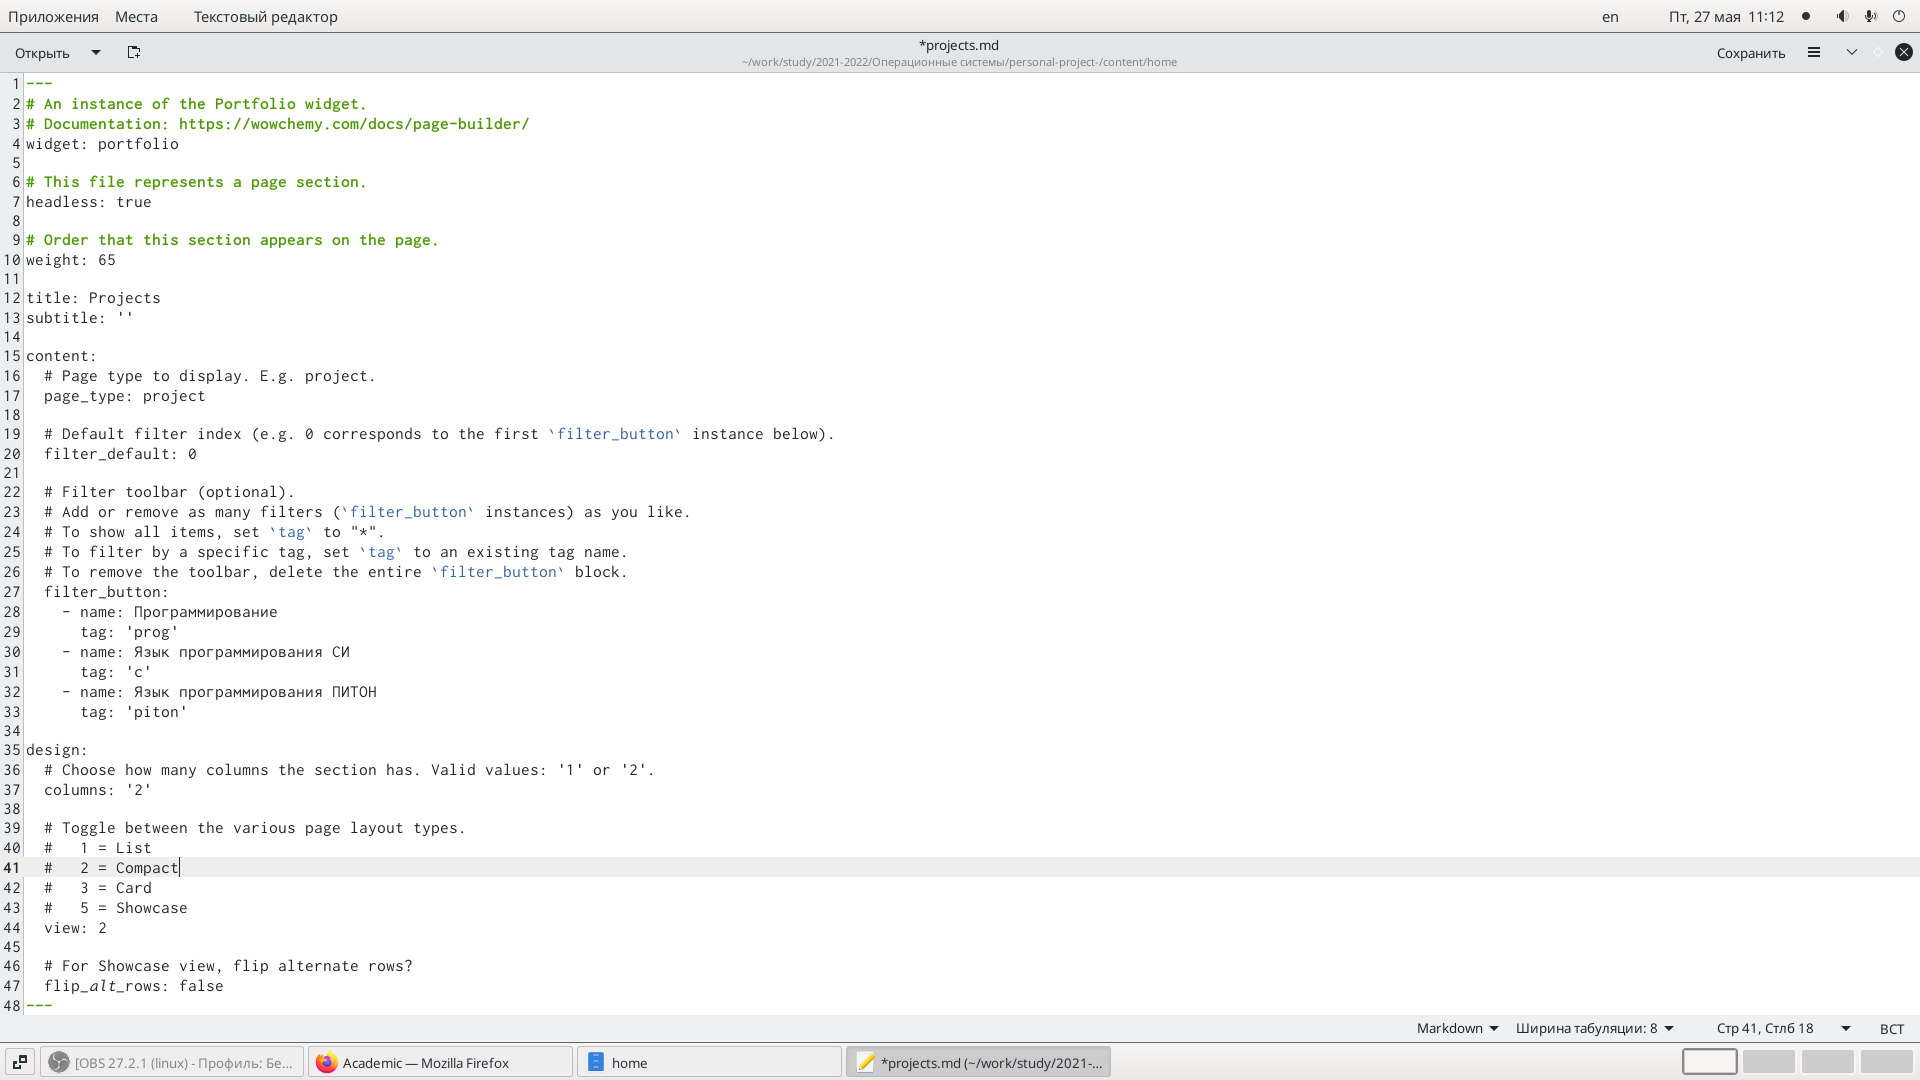 Приложения Места Текстовый редактор en Пт, 27 мая 11:12
Открыть *projects.md Сохранить
~/work/study/2021-2022/Операционные системы/personal-project-/content/home
1 ---
2 # An instance of the Portfolio widget.
3 # Documentation: https://wowchemy.com/docs/page-builder/
4 widget: portfolio
5
6 # This file represents a page section.
7 headless: true
8
9 # Order that this section appears on the page.
10 weight: 65
11
12 title: Projects
13 subtitle: ''
14
15 content:
16   # Page type to display. E.g. project.
17   page_type: project
18
19   # Default filter index (e.g. 0 corresponds to the first `filter_button` instance below).
20   filter_default: 0
21
22   # Filter toolbar (optional).
23   # Add or remove as many filters (`filter_button` instances) as you like.
24   # To show all items, set `tag` to "*".
25   # To filter by a specific tag, set `tag` to an existing tag name.
26   # To remove the toolbar, delete the entire `filter_button` block.
27   filter_button:
28     - name: Программирование
29       tag: 'prog'
30     - name: Язык программирования СИ
31       tag: 'c'
32     - name: Язык программирования ПИТОН
33       tag: 'piton'
34
35 design:
36   # Choose how many columns the section has. Valid values: '1' or '2'.
37   columns: '2'
38
39   # Toggle between the various page layout types.
40   #   1 = List
41   #   2 = Compact
42   #   3 = Card
43   #   5 = Showcase
44   view: 2
45
46   # For Showcase view, flip alternate rows?
47   flip_alt_rows: false
48 ---
Markdown Ширина табуляции: 8 Стр 41, Стлб 18 ВСТ
[OBS 27.2.1 (linux) - Профиль: Бе... Academic — Mozilla Firefox home *projects.md (~/work/study/2021-...